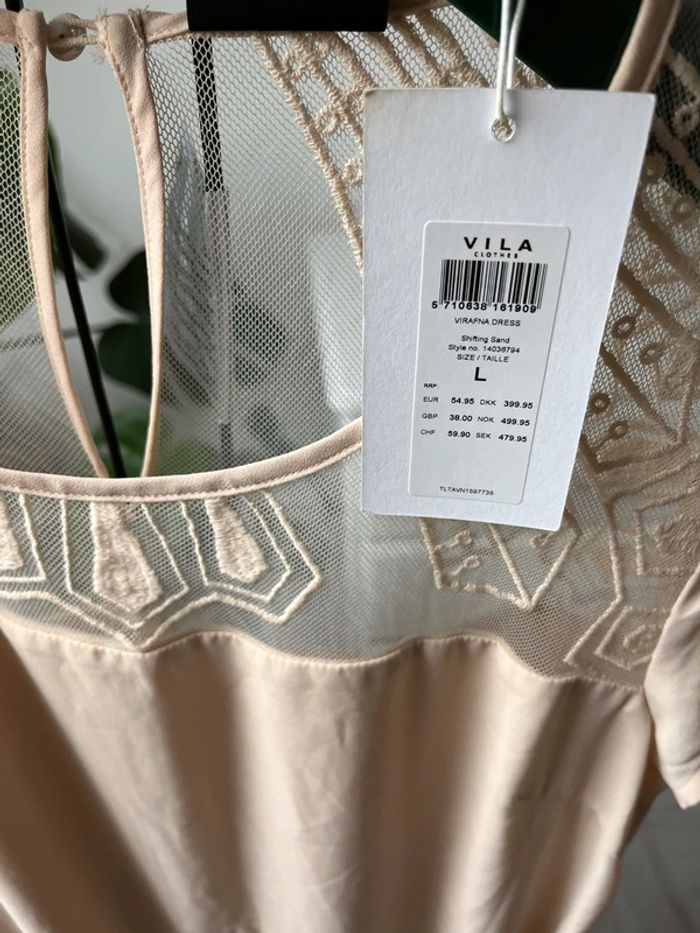 VILA
CLOTHES
5 710638 161909
VIRAFNA DRESS
Shifting Sand
Style no. 14036794
SIZE / TAILLE
L
RRP:
EUR 54.95 DKK 399.95
GBP 38.00 NOK 499.95
CHF 59.90 SEK 479.95
TLTAVN1597735